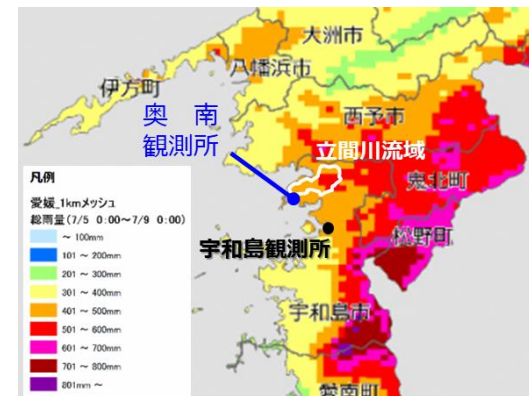 大洲市
八幡浜市
伊方町
奥 南
観測所
西予市
立間川流域
鬼北町
松野町
宇和島観測所
宇和島市
愛南町
凡例
愛媛_1kmメッシュ
総雨量(7/5 0:00～7/9 0:00)
～ 100mm
101 ～ 200mm
201 ～ 300mm
301 ～ 400mm
401 ～ 500mm
501 ～ 600mm
601 ～ 700mm
701 ～ 800mm
801mm ～